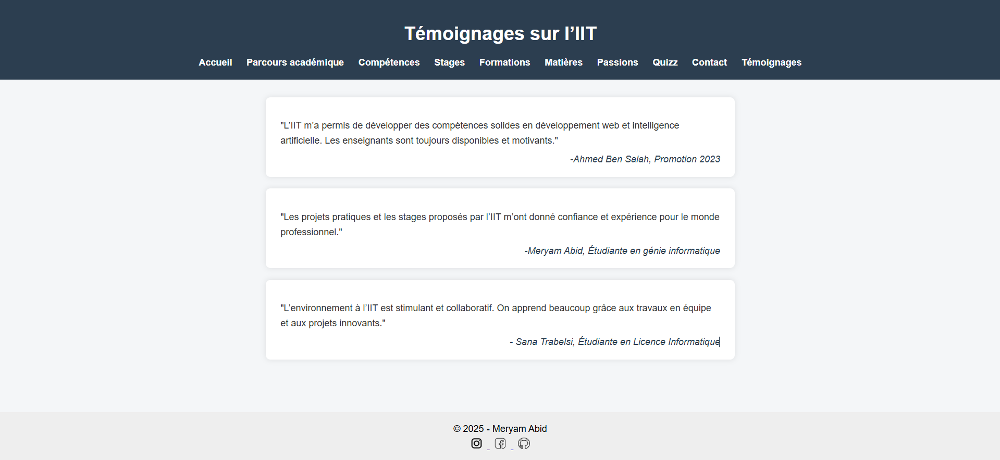 Témoignages sur l’IIT
Accueil Parcours académique Compétences Stages Formations Matières Passions Quizz Contact Témoignages
"L’IIT m’a permis de développer des compétences solides en développement web et intelligence
artificielle. Les enseignants sont toujours disponibles et motivants."
-Ahmed Ben Salah, Promotion 2023
"Les projets pratiques et les stages proposés par l’IIT m’ont donné confiance et expérience pour le monde
professionnel."
-Meryam Abid, Étudiante en génie informatique
"L’environnement à l’IIT est stimulant et collaboratif. On apprend beaucoup grâce aux travaux en équipe
et aux projets innovants."
- Sana Trabelsi, Étudiante en Licence Informatique
© 2025 - Meryam Abid